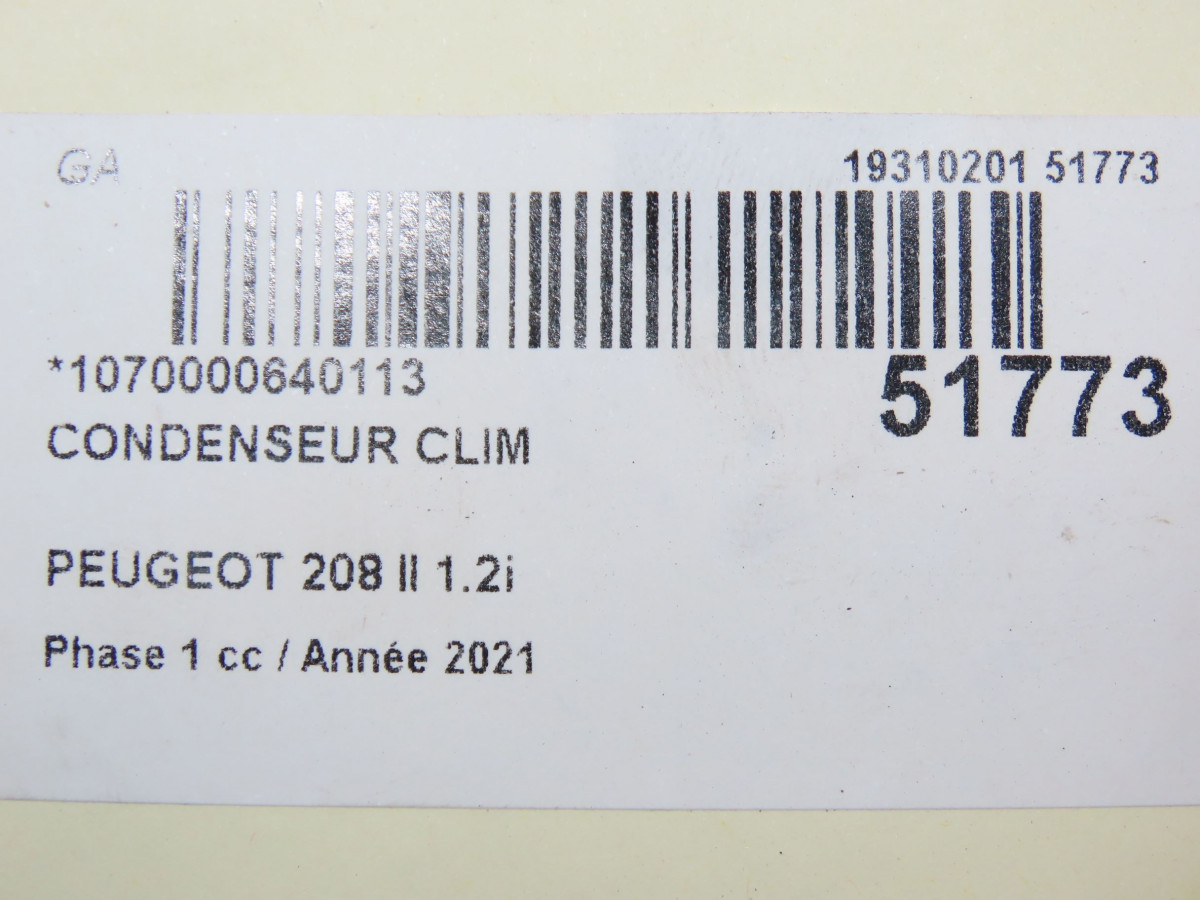 GA
19310201 51773
*1070000640113
51773
CONDENSEUR CLIM
PEUGEOT 208 II 1.2i
Phase 1 cc / Année 2021